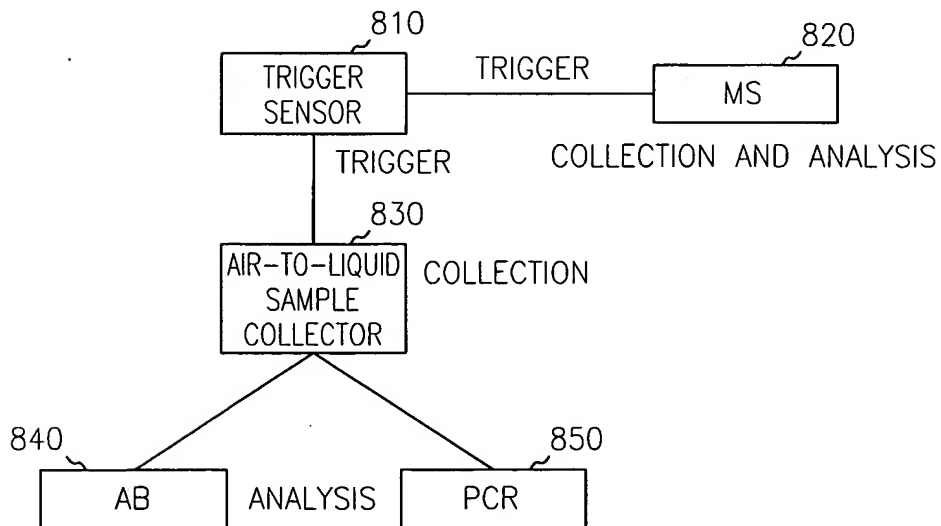 810
TRIGGER
SENSOR
TRIGGER
820
MS
COLLECTION AND ANALYSIS
TRIGGER
830
AIR-TO-LIQUID
SAMPLE
COLLECTOR
COLLECTION
840
AB
ANALYSIS
850
PCR